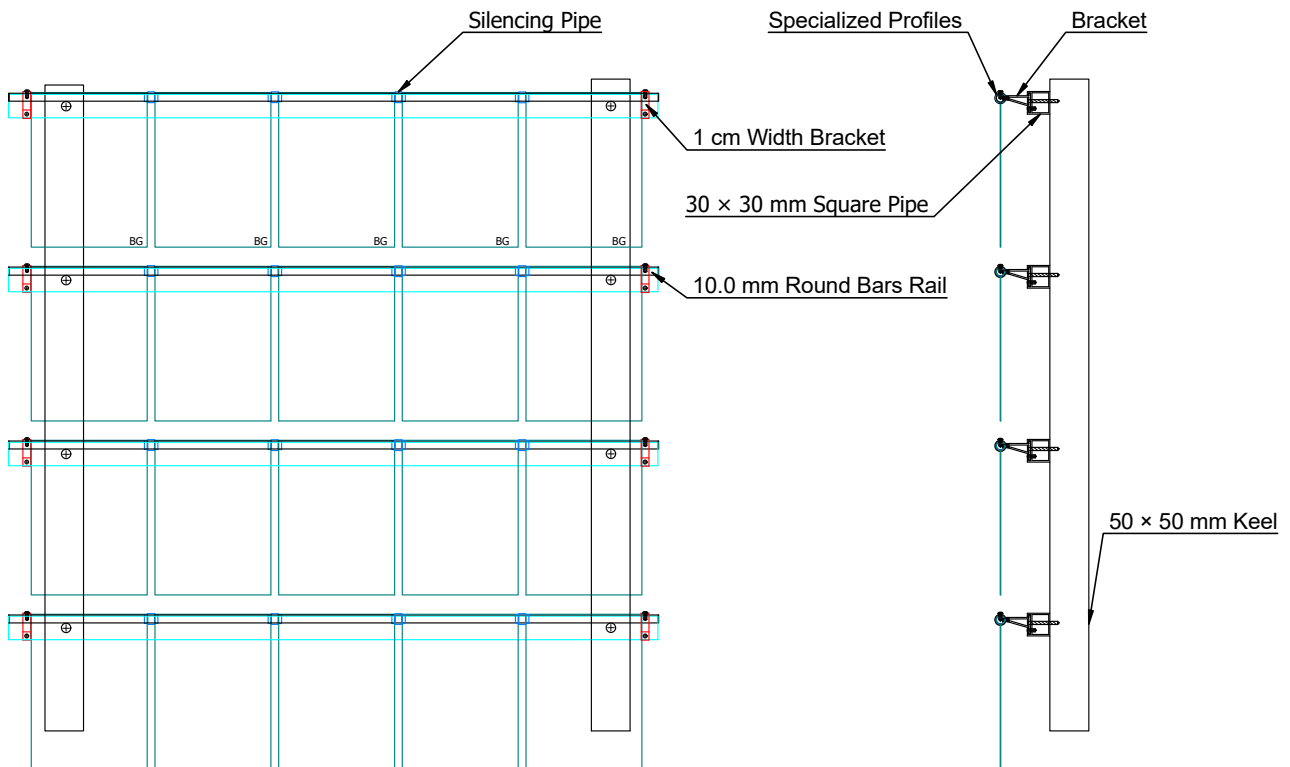 Silencing Pipe
Specialized Profiles
Bracket
1 cm Width Bracket
30 × 30 mm Square Pipe
BG BG BG BG BG
10.0 mm Round Bars Rail
50 × 50 mm Keel